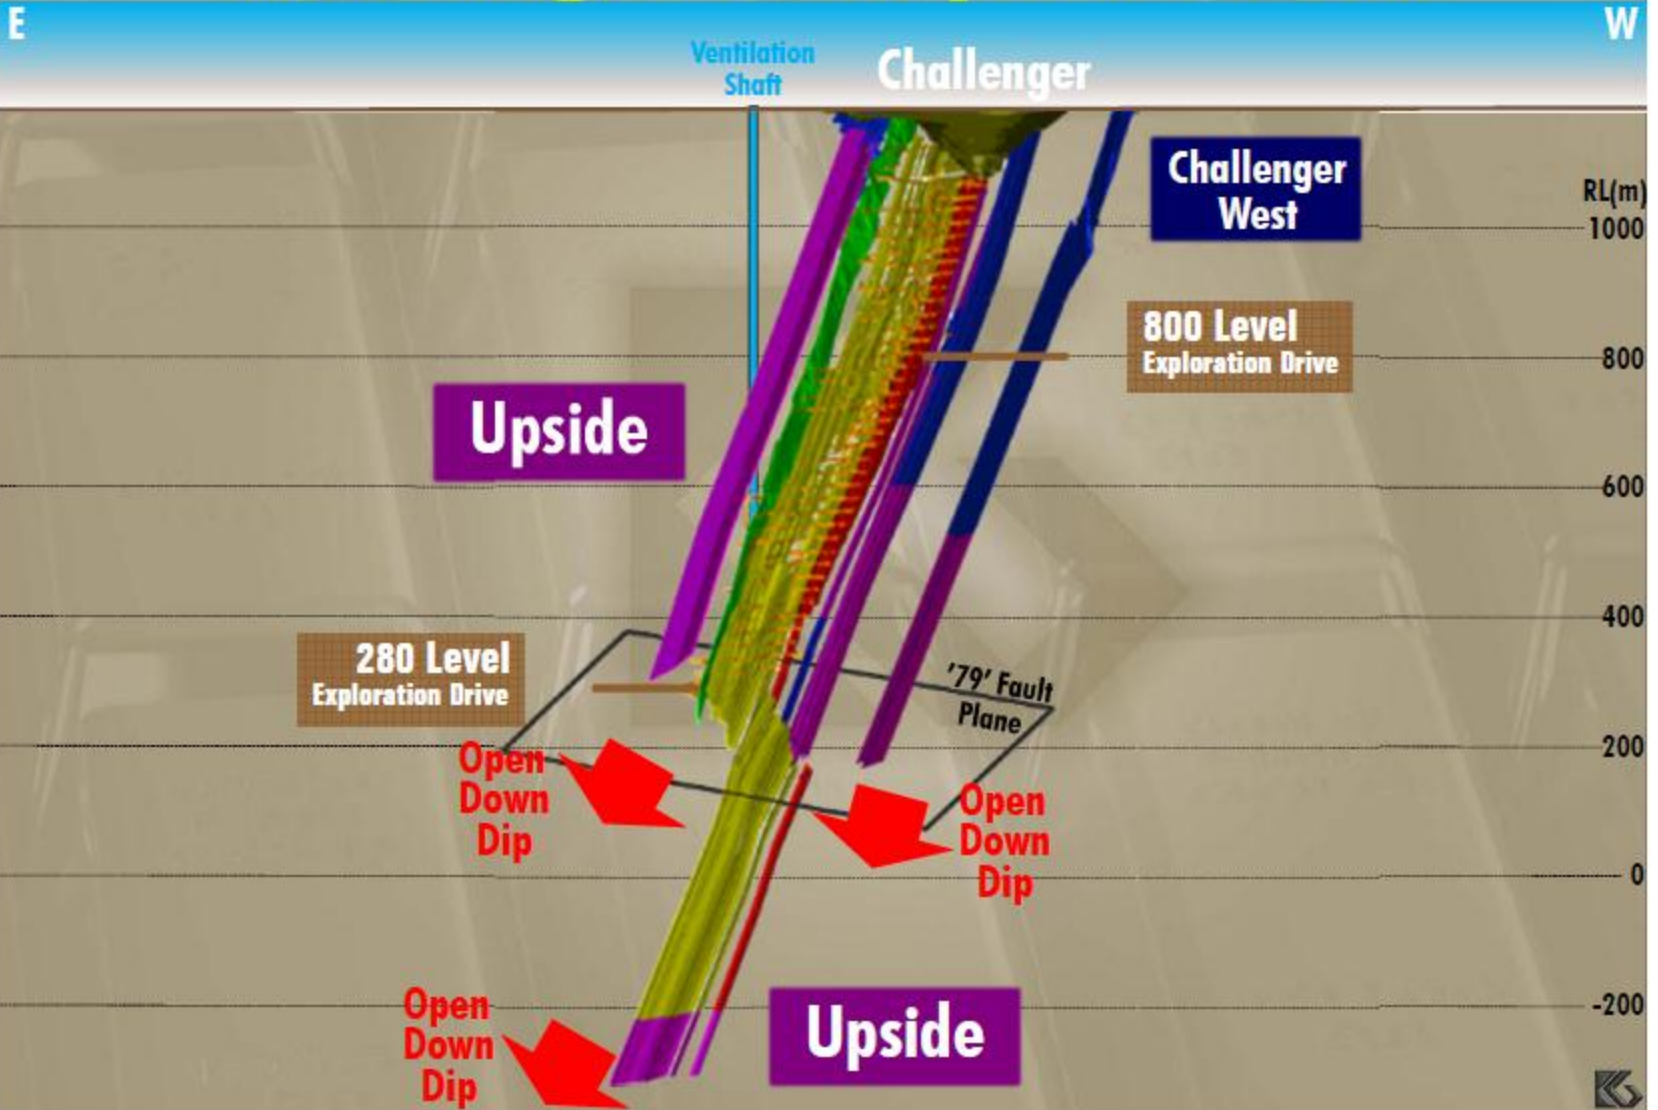 E
W
Ventilation
Shaft
Challenger
Challenger
West
RL(m)
1000
800 Level
Exploration Drive
800
Upside
600
400
280 Level
Exploration Drive
'79' Fault
Plane
200
Open
Down
Dip
Open
Down
Dip
0
Open
Down
Dip
Upside
-200